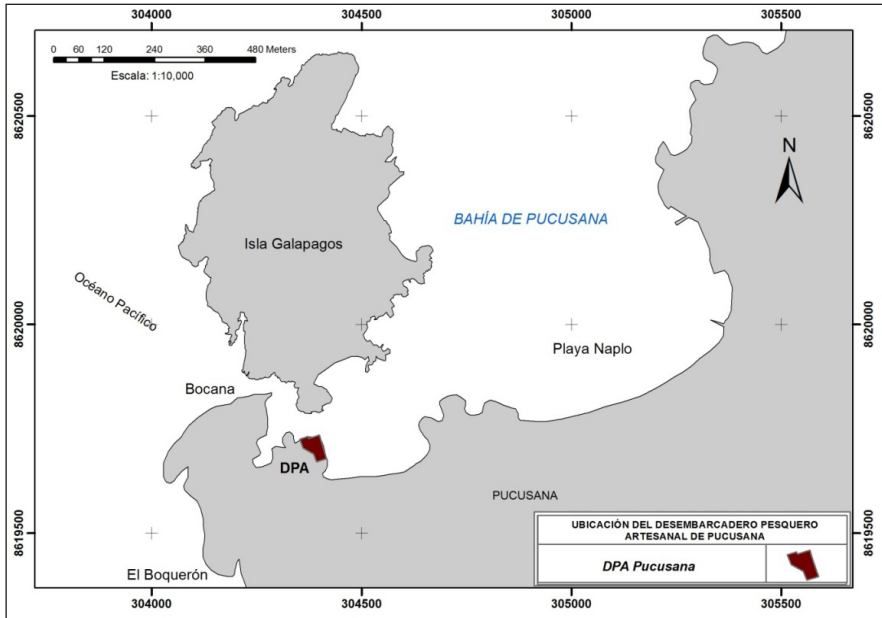 304000 304500 305000 305500
0 60 120 240 360 480 Meters
Escala: 1:10,000
8620500
8620500
N
BAHÍA DE PUCUSANA
Isla Galapagos
Océano Pacífico
8620000
8620000
Playa Naplo
Bocana
DPA
PUCUSANA
8619500
8619500
UBICACIÓN DEL DESEMBARCADERO PESQUERO
ARTESANAL DE PUCUSANA
DPA Pucusana
El Boquerón
304000 304500 305000 305500